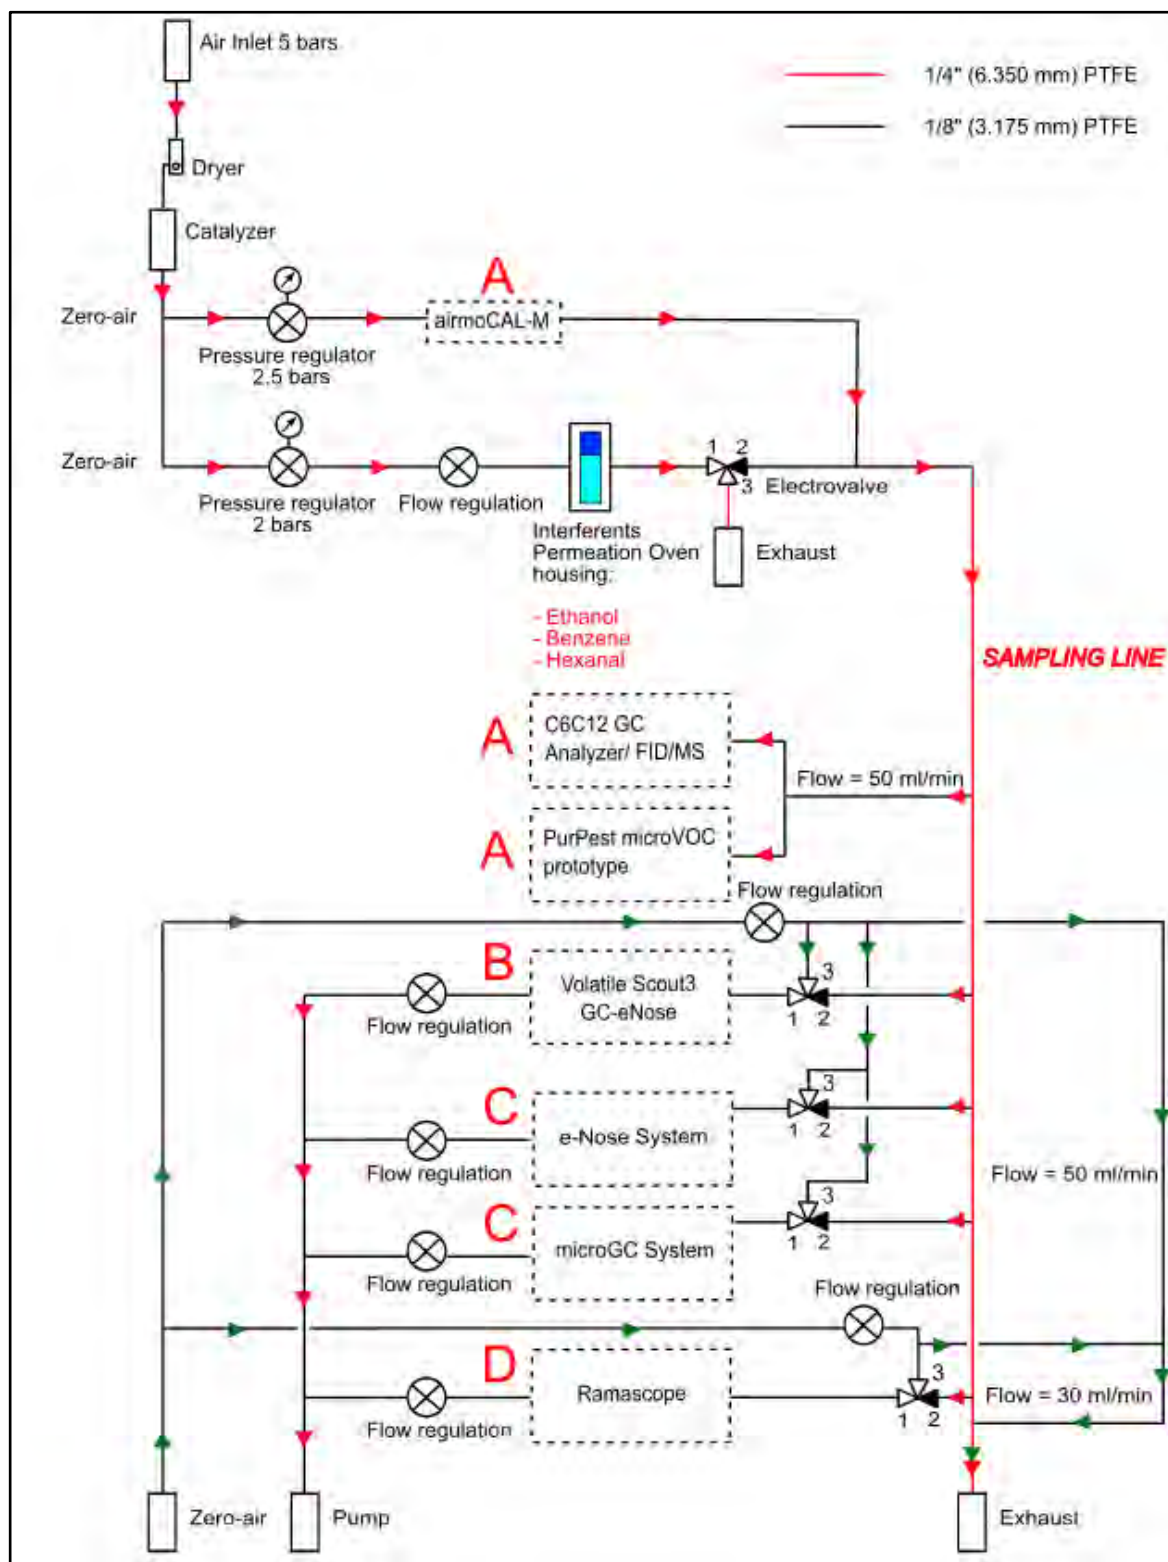 Air Inlet 5 bars
1/4" (6.350 mm) PTFE
1/8" (3.175 mm) PTFE
Dryer
Catalyzer
A
Zero-air
airmoCAL-M
Pressure regulator
2.5 bars
Zero-air
1 2
3
Electrovalve
Pressure regulator
2 bars
Flow regulation
Interferents
Permeation Oven
housing:
Exhaust
- Ethanol
- Benzene
- Hexanal
SAMPLING LINE
A
C6C12 GC
Analyzer/ FID/MS
Flow = 50 ml/min
A
PurPest microVOC
prototype
Flow regulation
B
Volatile Scout3
GC-eNose
3
1 2
Flow regulation
C
e-Nose System
3
1 2
Flow regulation
Flow = 50 ml/min
C
microGC System
3
1 2
Flow regulation
Flow regulation
D
Ramascope
3
1 2
Flow = 30 ml/min
Flow regulation
Zero-air
Pump
Exhaust